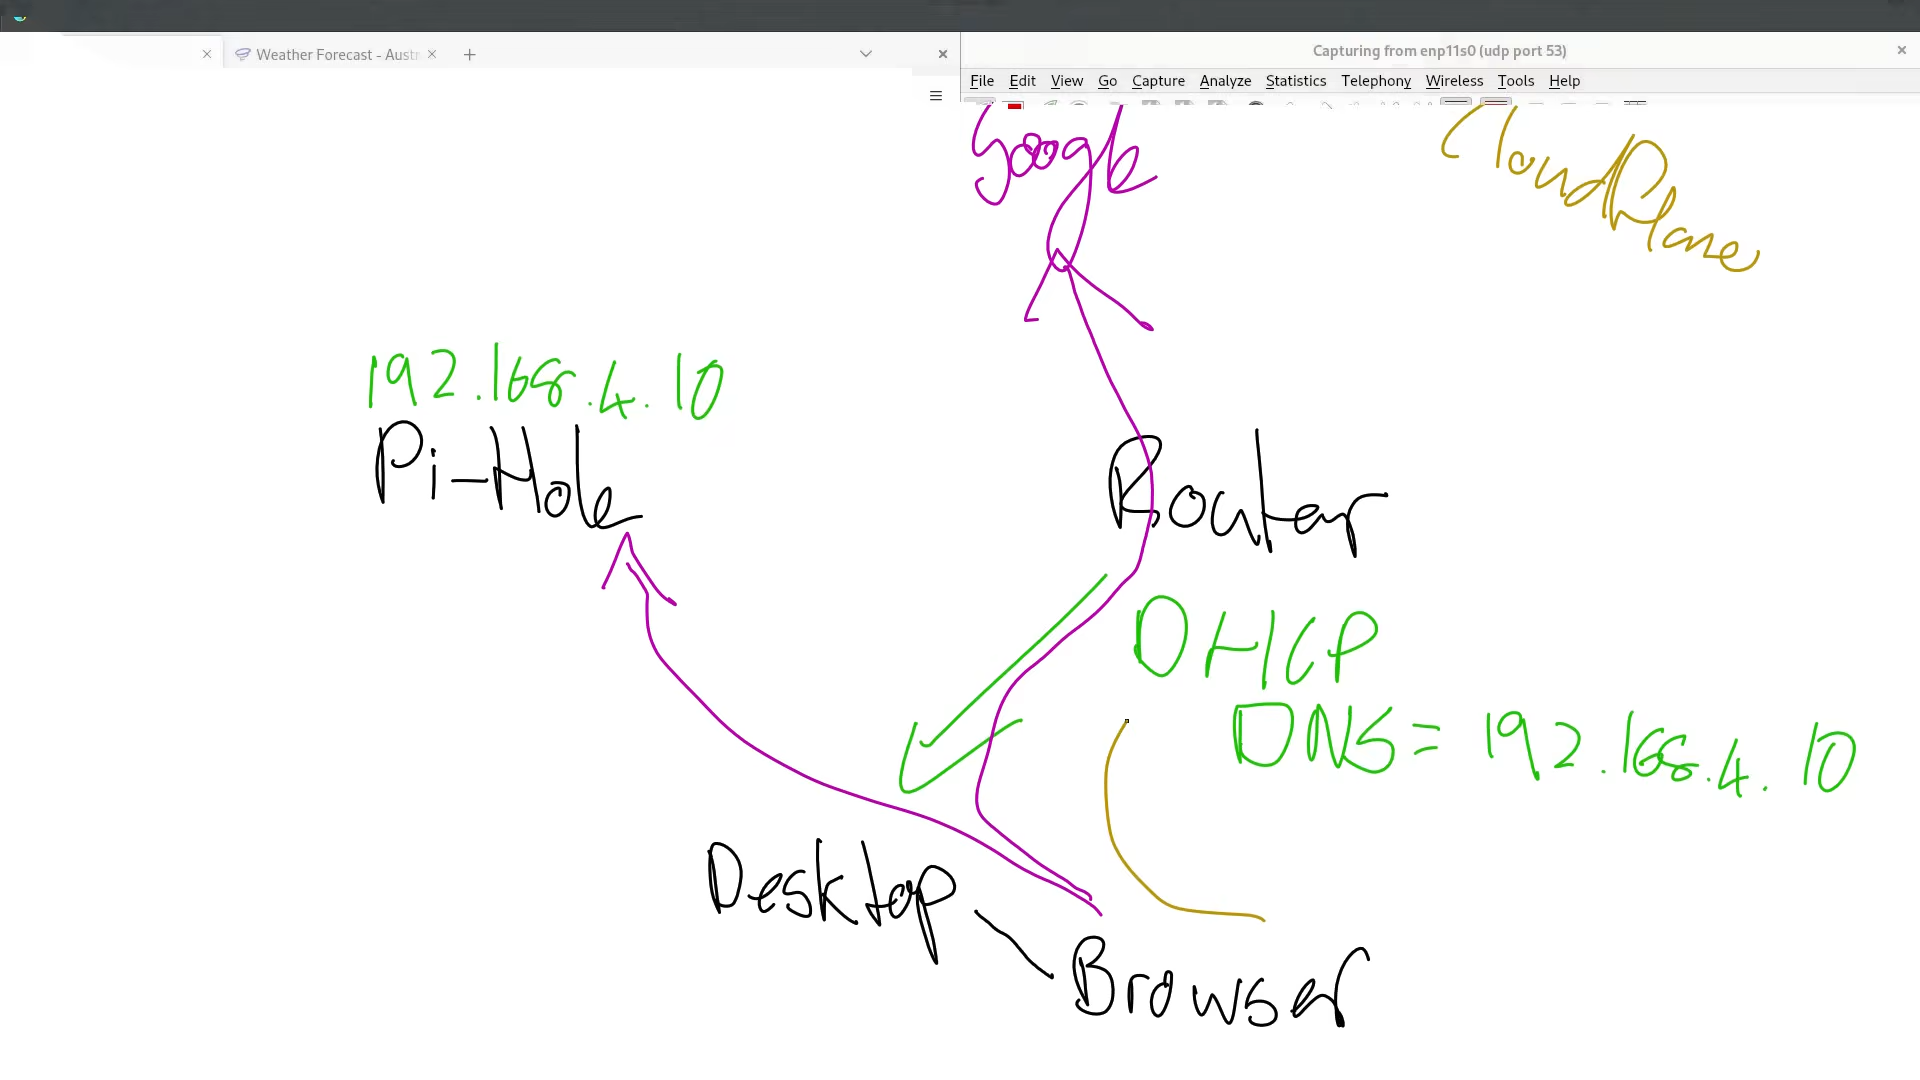 Weather Forecast - Austr
Capturing from enp11s0 (udp port 53)
File Edit View Go Capture Analyze Statistics Telephony Wireless Tools Help
Google
CloudFlare
192.168.4.10
Pi-Hole
Router
DHCP
DNS = 192.168.4.10
Desktop
Browser